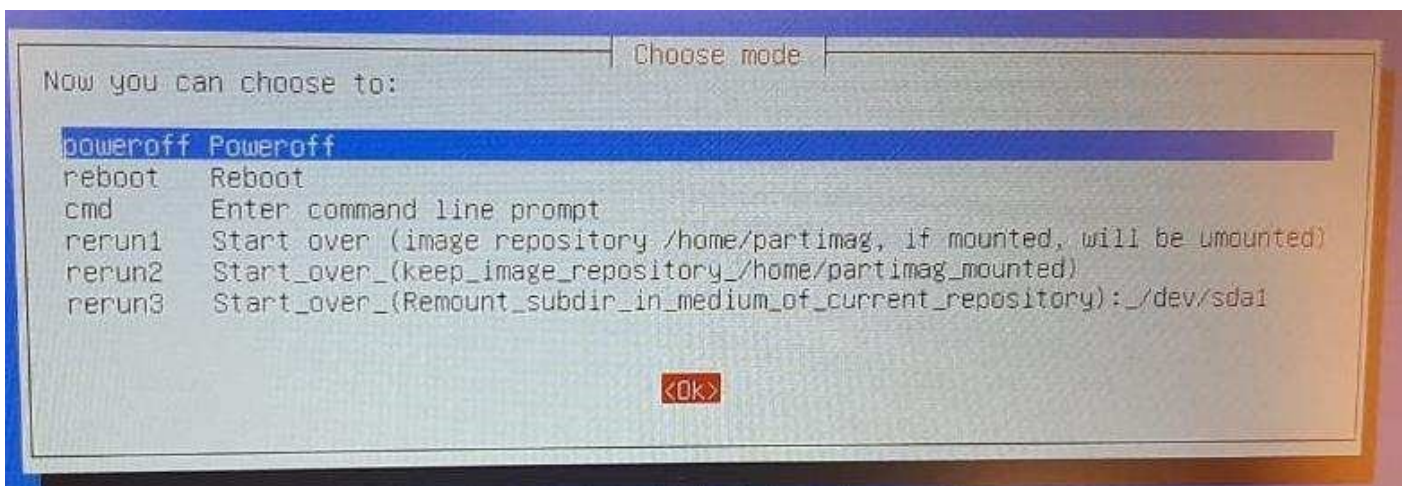 Choose mode
Now you can choose to:
poweroff Poweroff
reboot Reboot
cmd Enter command line prompt
rerun1 Start over (image repository /home/partimag, if mounted, will be umounted)
rerun2 Start_over_(keep_image_repository_/home/partimag_mounted)
rerun3 Start_over_(Remount_subdir_in_medium_of_current_repository):_/dev/sda1
<Ok>